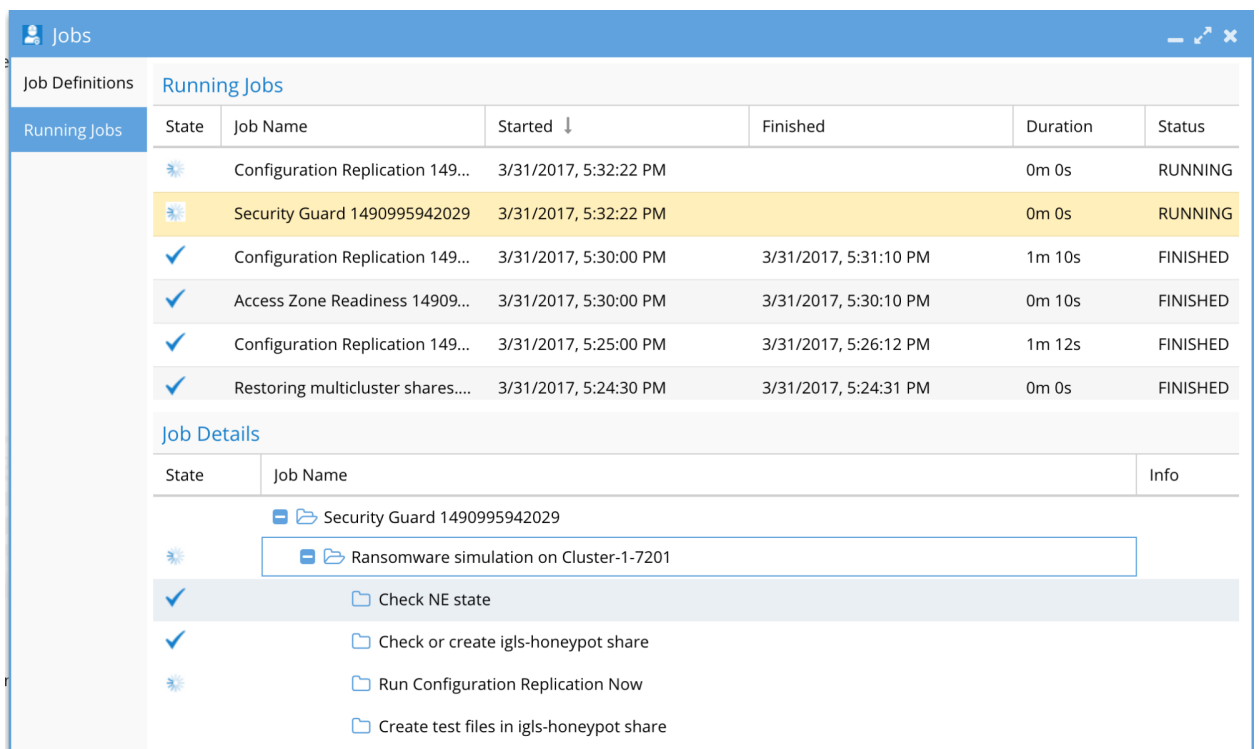 Jobs
Job Definitions
Running Jobs
Running Jobs
State Job Name Started Finished Duration Status
Configuration Replication 149... 3/31/2017, 5:32:22 PM 0m 0s RUNNING
Security Guard 1490995942029 3/31/2017, 5:32:22 PM 0m 0s RUNNING
Configuration Replication 149... 3/31/2017, 5:30:00 PM 3/31/2017, 5:31:10 PM 1m 10s FINISHED
Access Zone Readiness 14909... 3/31/2017, 5:30:00 PM 3/31/2017, 5:30:10 PM 0m 10s FINISHED
Configuration Replication 149... 3/31/2017, 5:25:00 PM 3/31/2017, 5:26:12 PM 1m 12s FINISHED
Restoring multicluster shares.... 3/31/2017, 5:24:30 PM 3/31/2017, 5:24:31 PM 0m 0s FINISHED
Job Details
State Job Name Info
Security Guard 1490995942029
Ransomware simulation on Cluster-1-7201
Check NE state
Check or create igls-honeypot share
Run Configuration Replication Now
Create test files in igls-honeypot share